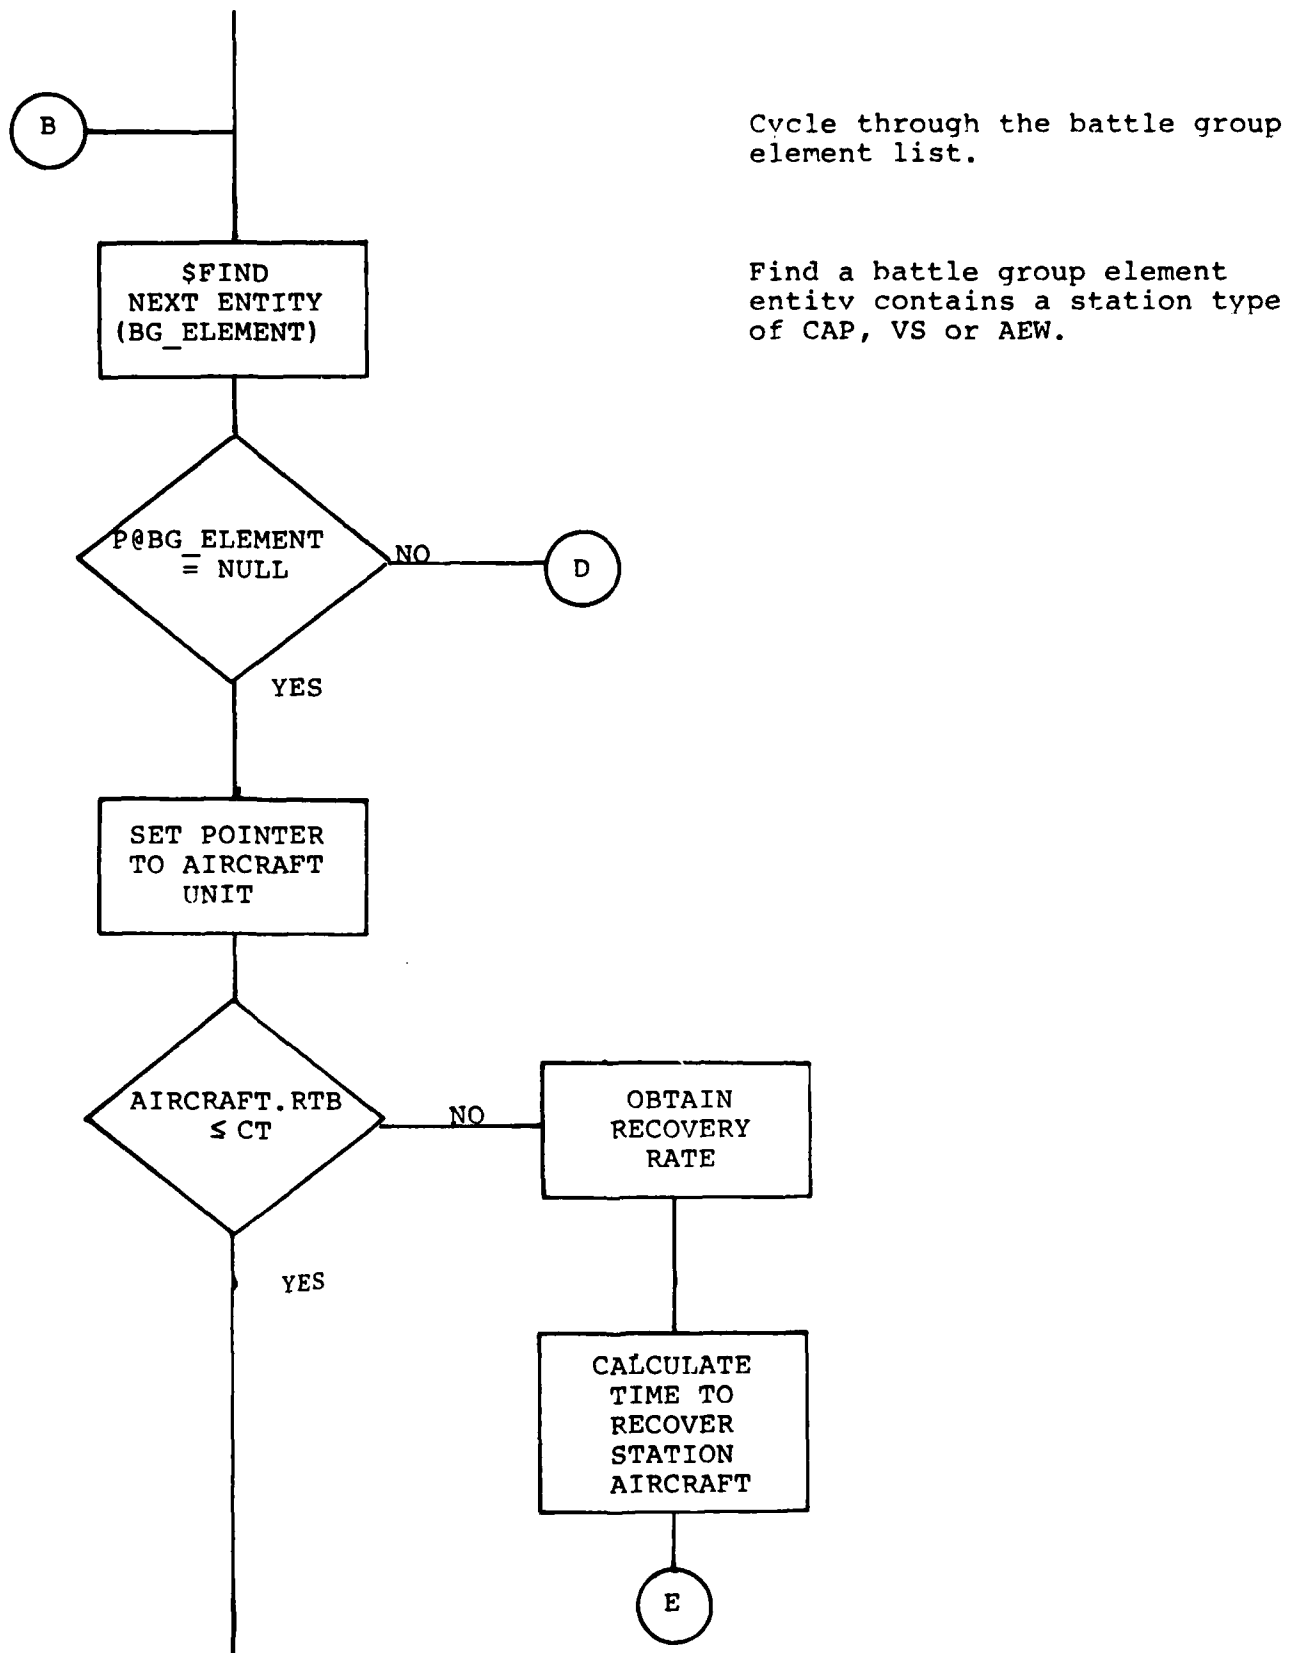 B
Cycle through the battle group
element list.
$FIND
NEXT ENTITY
(BG_ELEMENT)
Find a battle group element
entity contains a station type
of CAP, VS or AEW.
P@BG_ELEMENT
= NULL
NO
D
YES
SET POINTER
TO AIRCRAFT
UNIT
AIRCRAFT.RTB
≤ CT
NO
OBTAIN
RECOVERY
RATE
YES
CALCULATE
TIME TO
RECOVER
STATION
AIRCRAFT
E